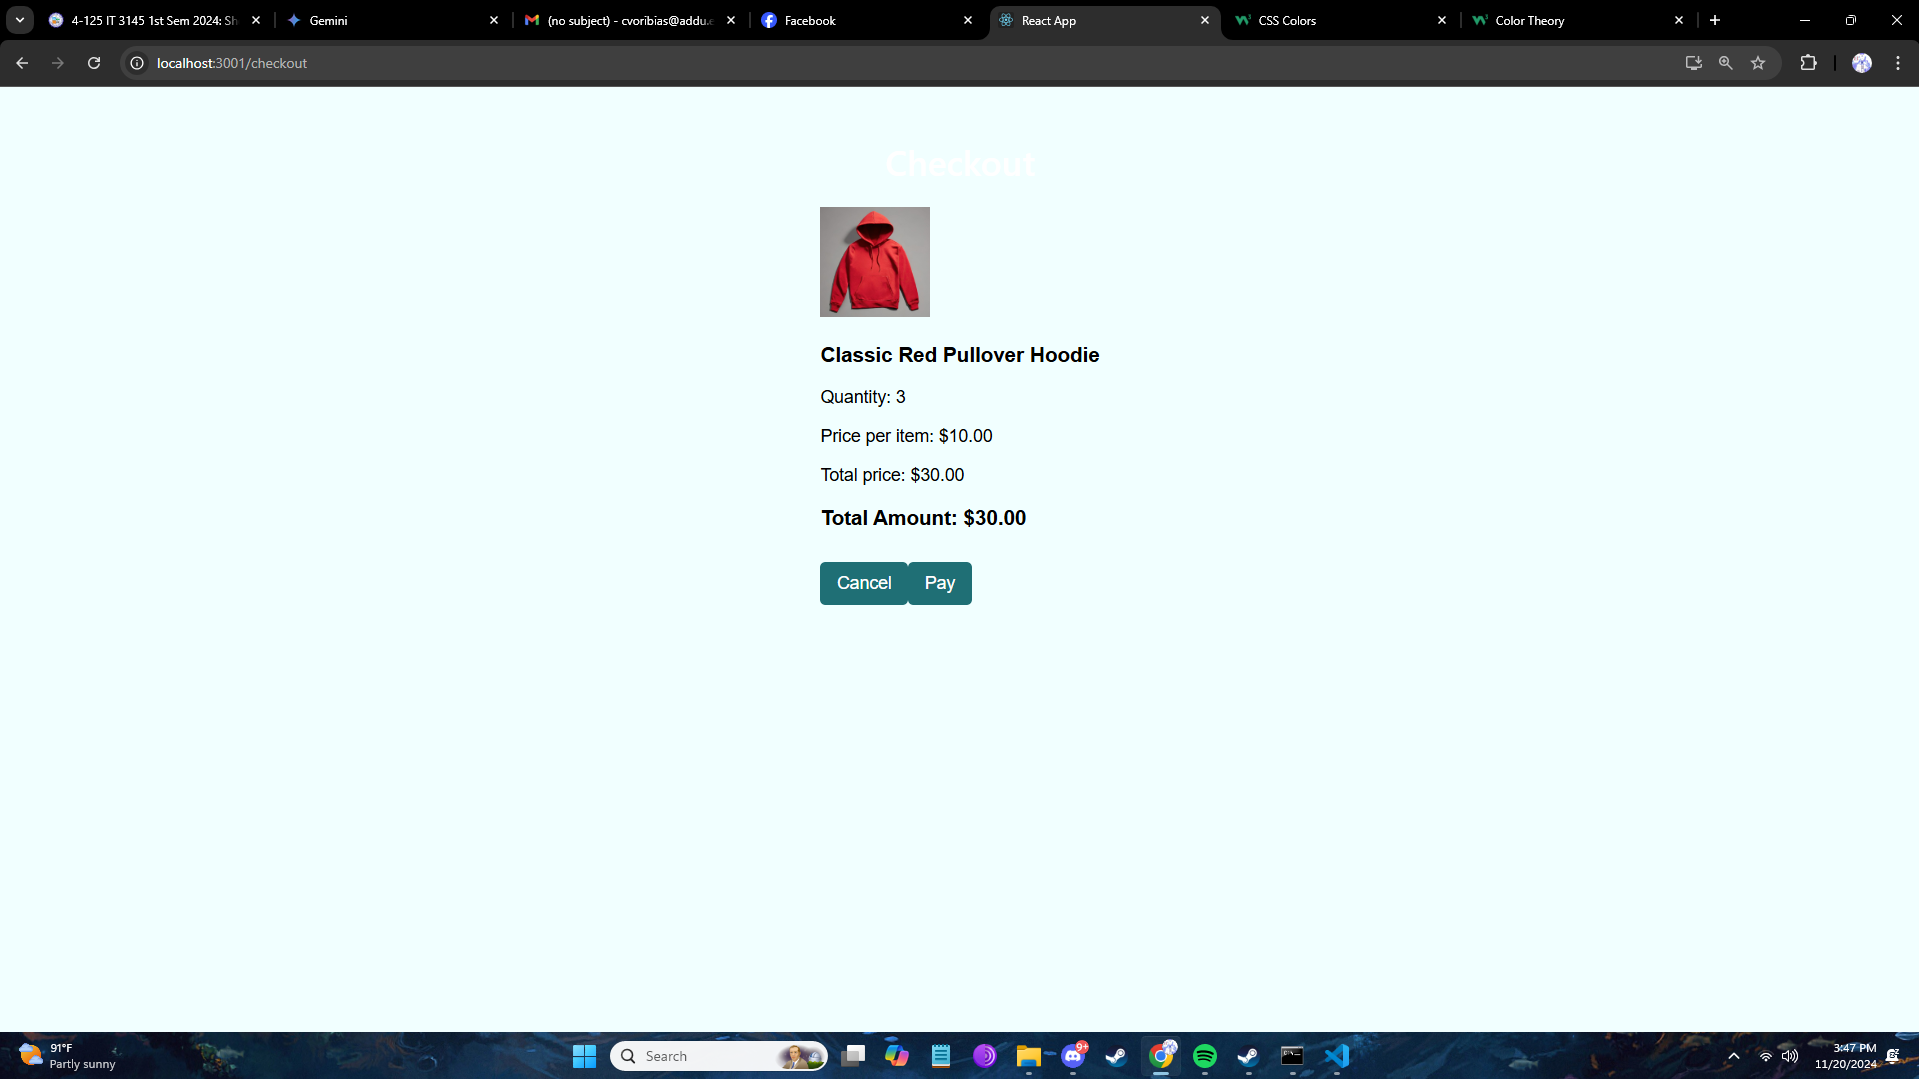 4-125 IT 3145 1st Sem 2024: Sh
Gemini
(no subject) - cvoribias@addu.e
Facebook
React App
CSS Colors
Color Theory
localhost:3001/checkout
Checkout
Classic Red Pullover Hoodie
Quantity: 3
Price per item: $10.00
Total price: $30.00
Total Amount: $30.00
Cancel
Pay
91°F
Partly sunny
Search
9+
3:47 PM
11/20/2024